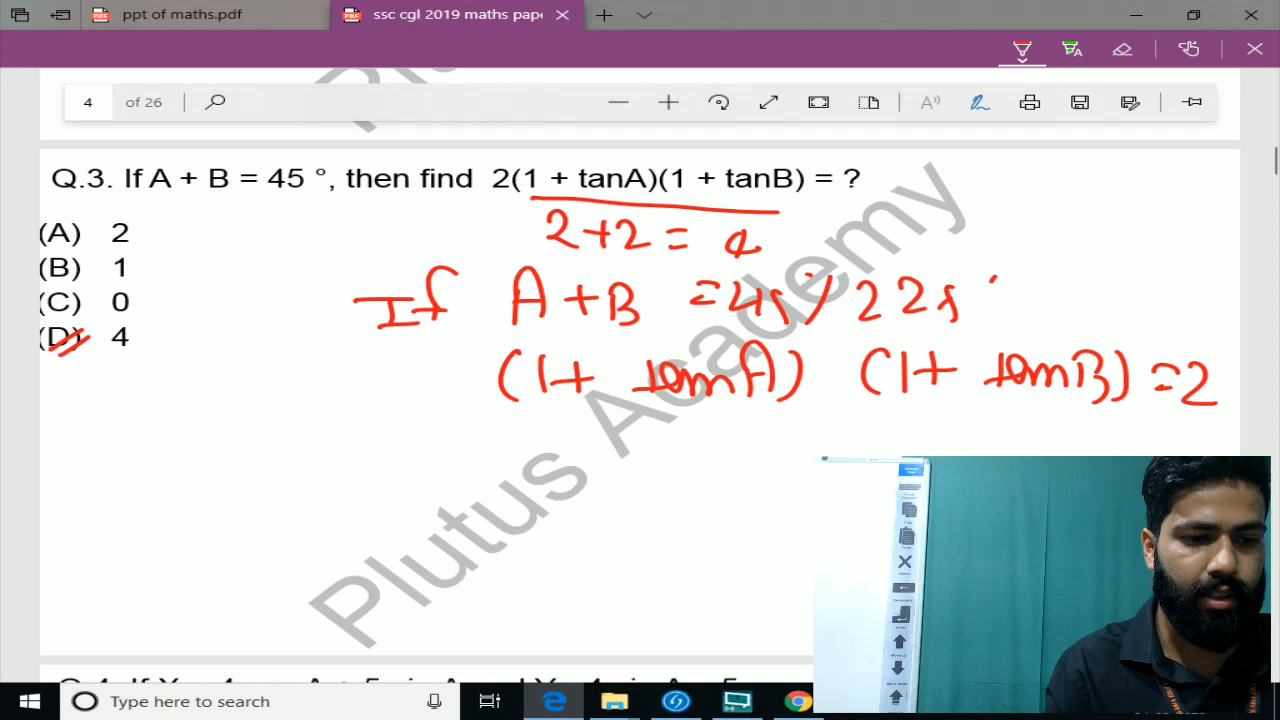 ppt of maths.pdf
ssc cgl 2019 maths pape
4 of 26
Q.3. If A + B = 45 °, then find 2(1 + tanA)(1 + tanB) = ?
2+2 = 4
(A) 2
(B) 1
(C) 0
(D) 4
If A+B = 45°/225°
(1+ tanA) (1+ tanB) = 2
Plutus Academy
Type here to search